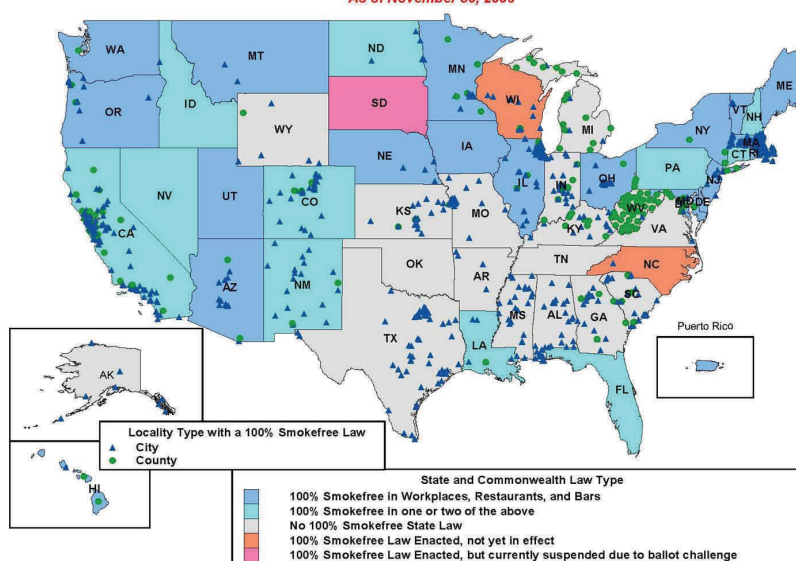 WA
MT
ND
MN
ME
OR
ID
SD
WI
VT
NH
WY
MI
NY
MA
CT
RI
NV
UT
NE
IA
PA
NJ
CA
CO
IL
IN
OH
MD
DE
KS
MO
KY
WV
VA
AZ
NM
OK
AR
TN
NC
SC
TX
LA
MS
AL
GA
FL
Puerto Rico
AK
HI
Locality Type with a 100% Smokefree Law
City
County
State and Commonwealth Law Type
100% Smokefree in Workplaces, Restaurants, and Bars
100% Smokefree in one or two of the above
No 100% Smokefree State Law
100% Smokefree Law Enacted, not yet in effect
100% Smokefree Law Enacted, but currently suspended due to ballot challenge